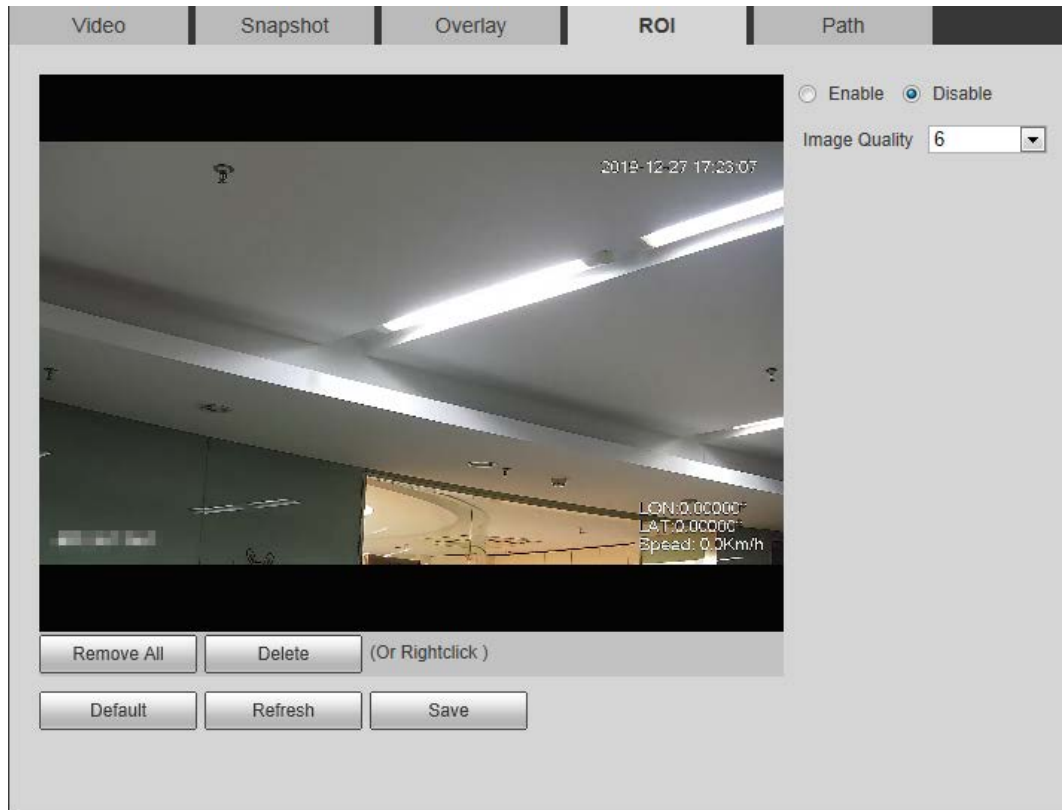 Video
Snapshot
Overlay
ROI
Path
Enable
Disable
Image Quality
6
2019-12-27 17:23:07
LON:0.00000°
LAT:0.00000°
Speed: 0.0Km/h
Remove All
Delete
(Or Rightclick )
Default
Refresh
Save